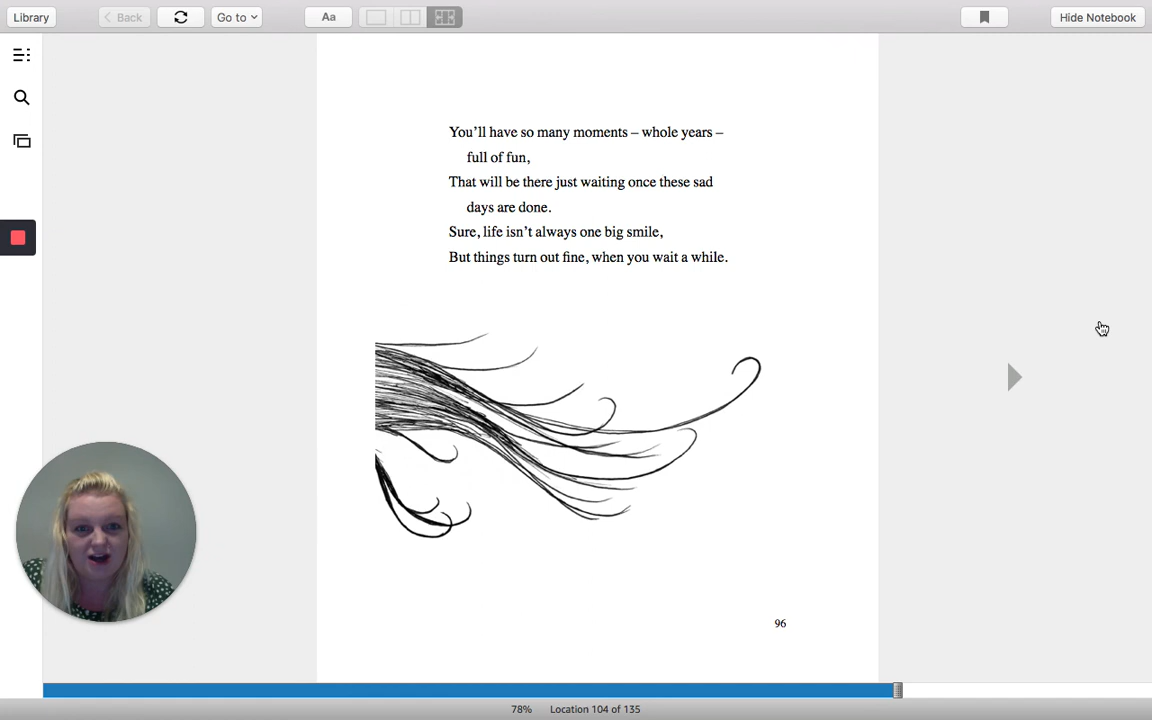 Library
Back
Go to
Aa
Hide Notebook
You’ll have so many moments – whole years –
full of fun,
That will be there just waiting once these sad
days are done.
Sure, life isn’t always one big smile,
But things turn out fine, when you wait a while.
96
78% Location 104 of 135